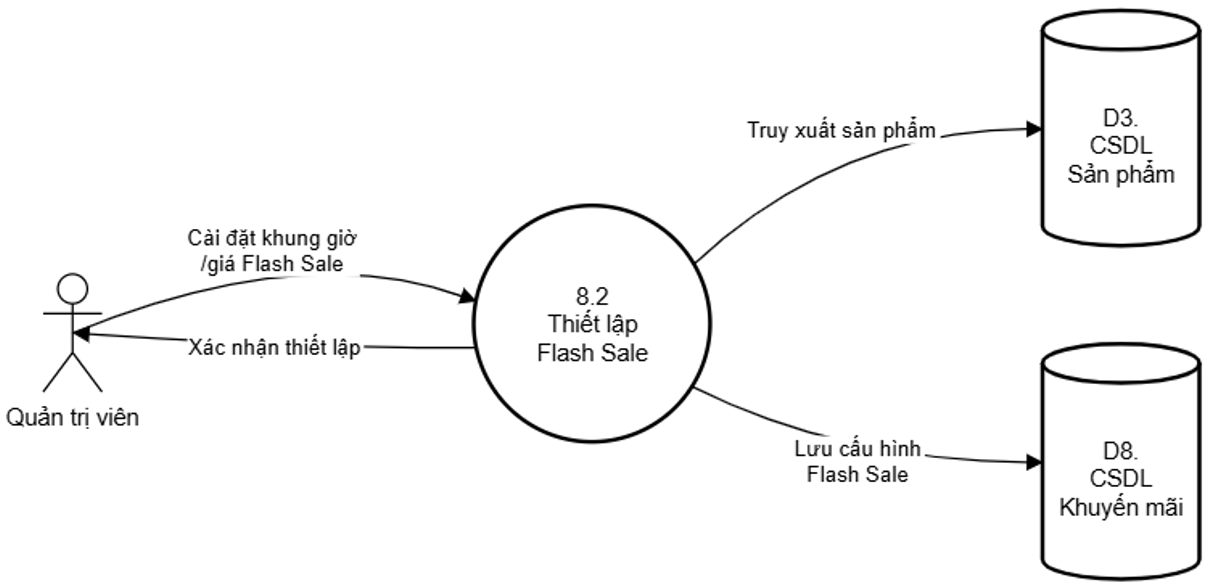 Quản trị viên
Cài đặt khung giờ
/giá Flash Sale
Xác nhận thiết lập
8.2
Thiết lập
Flash Sale
Truy xuất sản phẩm
Lưu cấu hình
Flash Sale
D3.
CSDL
Sản phẩm
D8.
CSDL
Khuyến mãi